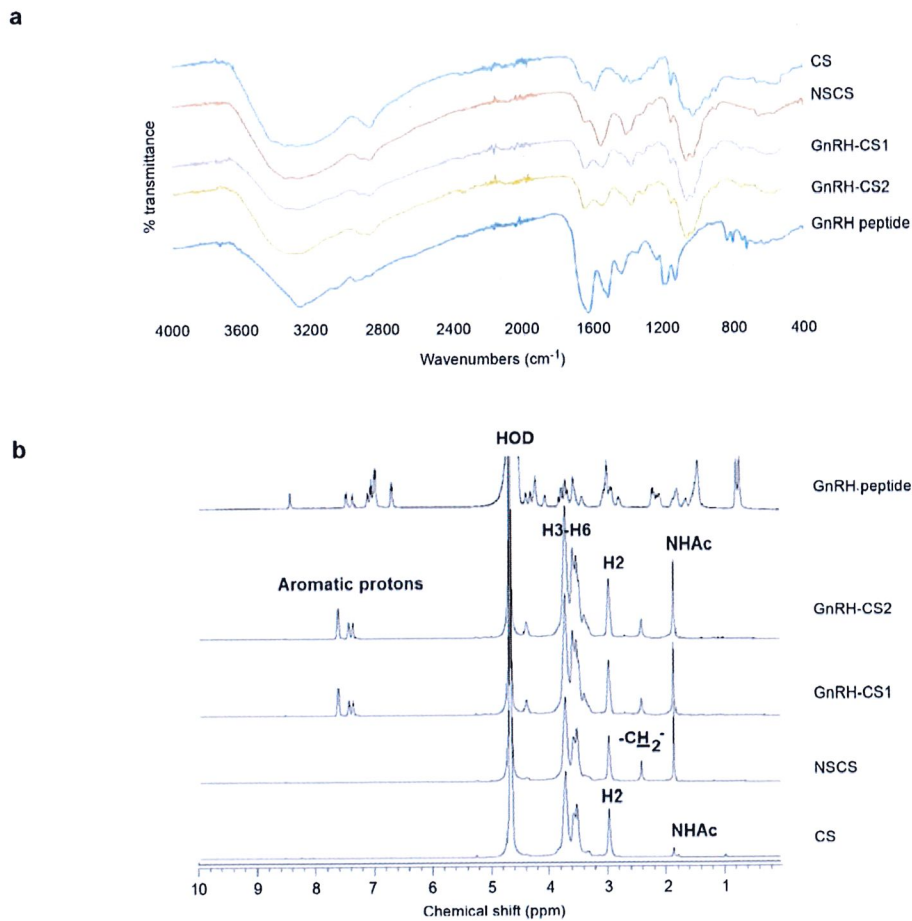 a
CS
NSCS
GnRH-CS1
GnRH-CS2
GnRH peptide
% transmittance
4000 3600 3200 2800 2400 2000 1600 1200 800 400
Wavenumbers (cm-1)
b
HOD
GnRH peptide
H3-H6
NHAc
H2
Aromatic protons
GnRH-CS2
GnRH-CS1
-CH2-
NSCS
H2
NHAc
CS
10 9 8 7 6 5 4 3 2 1
Chemical shift (ppm)